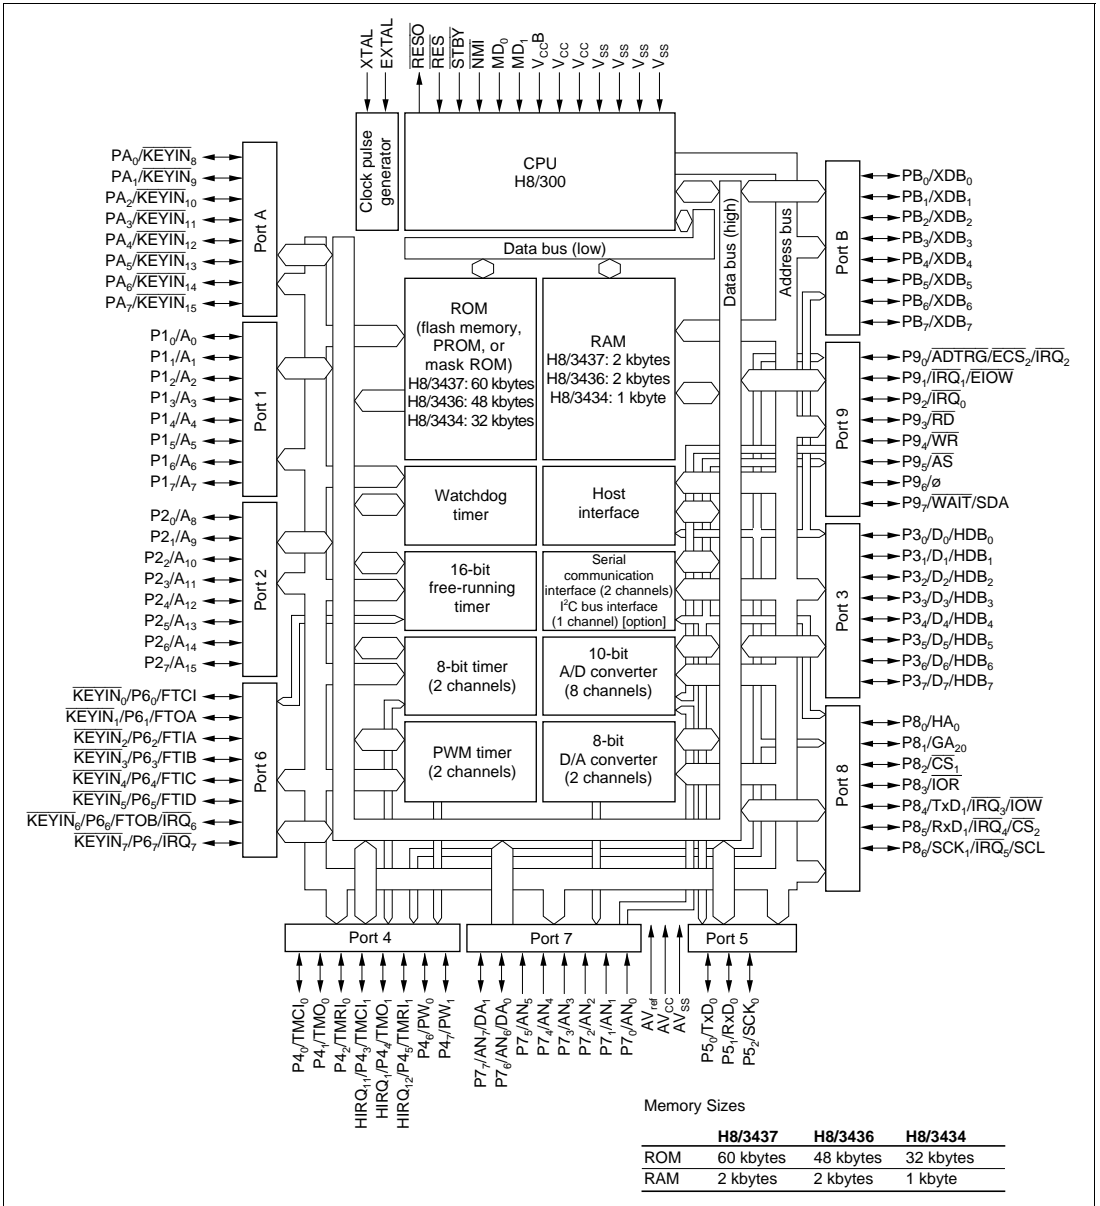 XTAL
EXTAL
RESO
RES
STBY
NMI
MD0
MD1
VCCB
VCC
VCC
VSS
VSS
VSS
VSS
Clock pulse
generator
CPU
H8/300
Data bus (low)
Data bus (high)
Address bus
PA0/KEYIN8
PA1/KEYIN9
PA2/KEYIN10
PA3/KEYIN11
PA4/KEYIN12
PA5/KEYIN13
PA6/KEYIN14
PA7/KEYIN15
Port A
P10/A0
P11/A1
P12/A2
P13/A3
P14/A4
P15/A5
P16/A6
P17/A7
Port 1
P20/A8
P21/A9
P22/A10
P23/A11
P24/A12
P25/A13
P26/A14
P27/A15
Port 2
KEYIN0/P60/FTCI
KEYIN1/P61/FTOA
KEYIN2/P62/FTIA
KEYIN3/P63/FTIB
KEYIN4/P64/FTIC
KEYIN5/P65/FTID
KEYIN6/P66/FTOB/IRQ6
KEYIN7/P67/IRQ7
Port 6
ROM
(flash memory,
PROM, or
mask ROM)
H8/3437: 60 kbytes
H8/3436: 48 kbytes
H8/3434: 32 kbytes
RAM
H8/3437: 2 kbytes
H8/3436: 2 kbytes
H8/3434: 1 kbyte
Watchdog
timer
Host
interface
16-bit
free-running
timer
Serial
communication
interface (2 channels)
I2C bus interface
(1 channel) [option]
8-bit timer
(2 channels)
10-bit
A/D converter
(8 channels)
PWM timer
(2 channels)
8-bit
D/A converter
(2 channels)
Port B
PB0/XDB0
PB1/XDB1
PB2/XDB2
PB3/XDB3
PB4/XDB4
PB5/XDB5
PB6/XDB6
PB7/XDB7
Port 9
P90/ADTRG/ECS2/IRQ2
P91/IRQ1/EIOW
P92/IRQ0
P93/RD
P94/WR
P95/AS
P96/ø
P97/WAIT/SDA
Port 3
P30/D0/HDB0
P31/D1/HDB1
P32/D2/HDB2
P33/D3/HDB3
P34/D4/HDB4
P35/D5/HDB5
P36/D6/HDB6
P37/D7/HDB7
Port 8
P80/HA0
P81/GA20
P82/CS1
P83/IOR
P84/TxD1/IRQ3/IOW
P85/RxD1/IRQ4/CS2
P86/SCK1/IRQ5/SCL
Port 4
P40/TMCI0
P41/TMO0
P42/TMRI0
HIRQ11/P43/TMCI1
HIRQ1/P44/TMO1
HIRQ12/P45/TMRI1
P46/PW0
P47/PW1
Port 7
P77/AN7/DA1
P76/AN6/DA0
P75/AN5
P74/AN4
P73/AN3
P72/AN2
P71/AN1
P70/AN0
AVref
AVCC
AVSS
Port 5
P50/TxD0
P51/RxD0
P52/SCK0
Memory Sizes
H8/3437 H8/3436 H8/3434
ROM 60 kbytes 48 kbytes 32 kbytes
RAM 2 kbytes 2 kbytes 1 kbyte